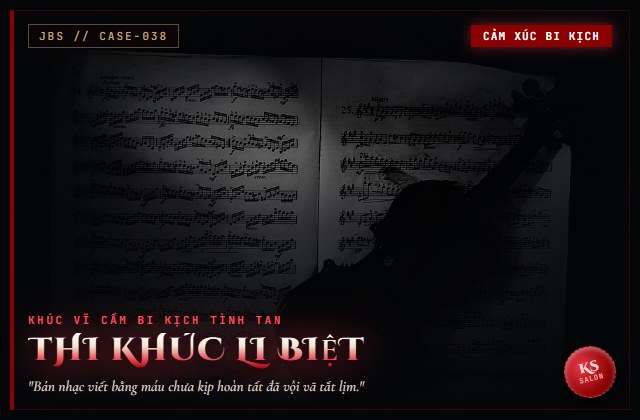 JBS // CASE-038
CẢM XÚC BI KỊCH
KHÚC VĨ CẦM BI KỊCH TÌNH TAN
THI KHÚC LI BIỆT
"Bản nhạc viết bằng máu chưa kịp hoàn tất đã vội vã tắt lịm."
KS
SALON